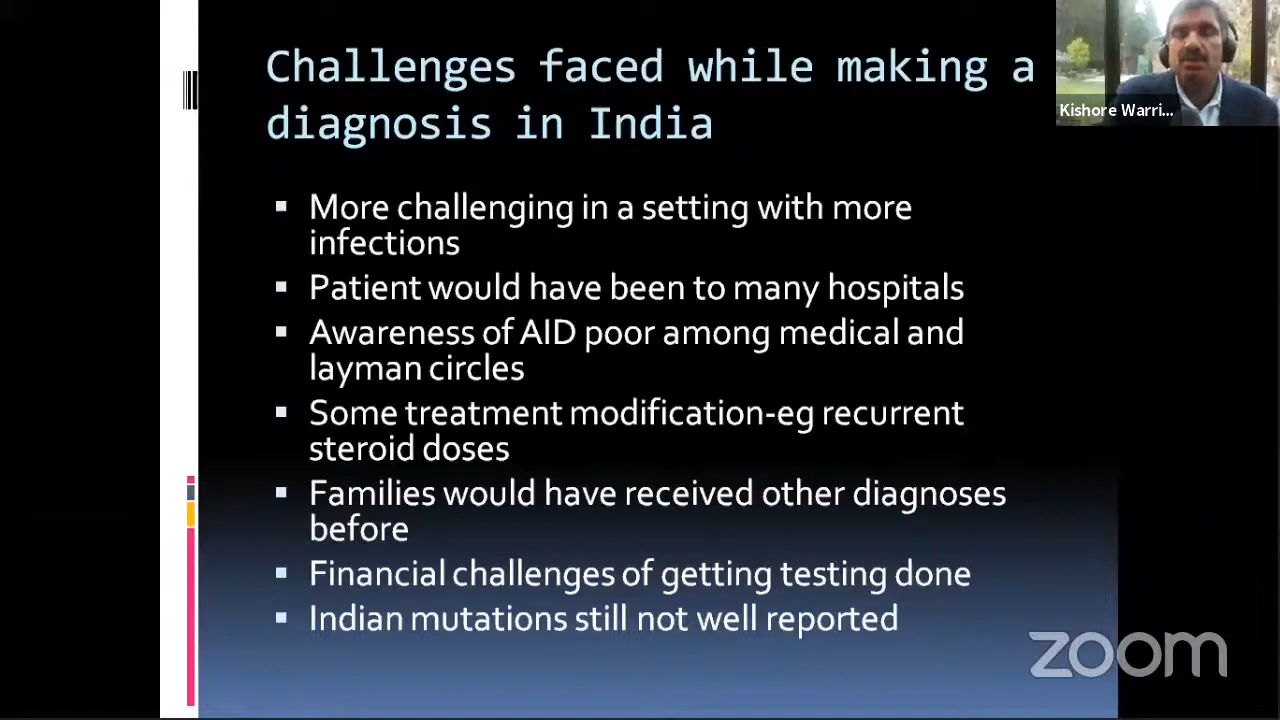 Challenges faced while making a
diagnosis in India
Kishore Warri...
More challenging in a setting with more
infections
Patient would have been to many hospitals
Awareness of AID poor among medical and
layman circles
Some treatment modification-eg recurrent
steroid doses
Families would have received other diagnoses
before
Financial challenges of getting testing done
Indian mutations still not well reported
zoom